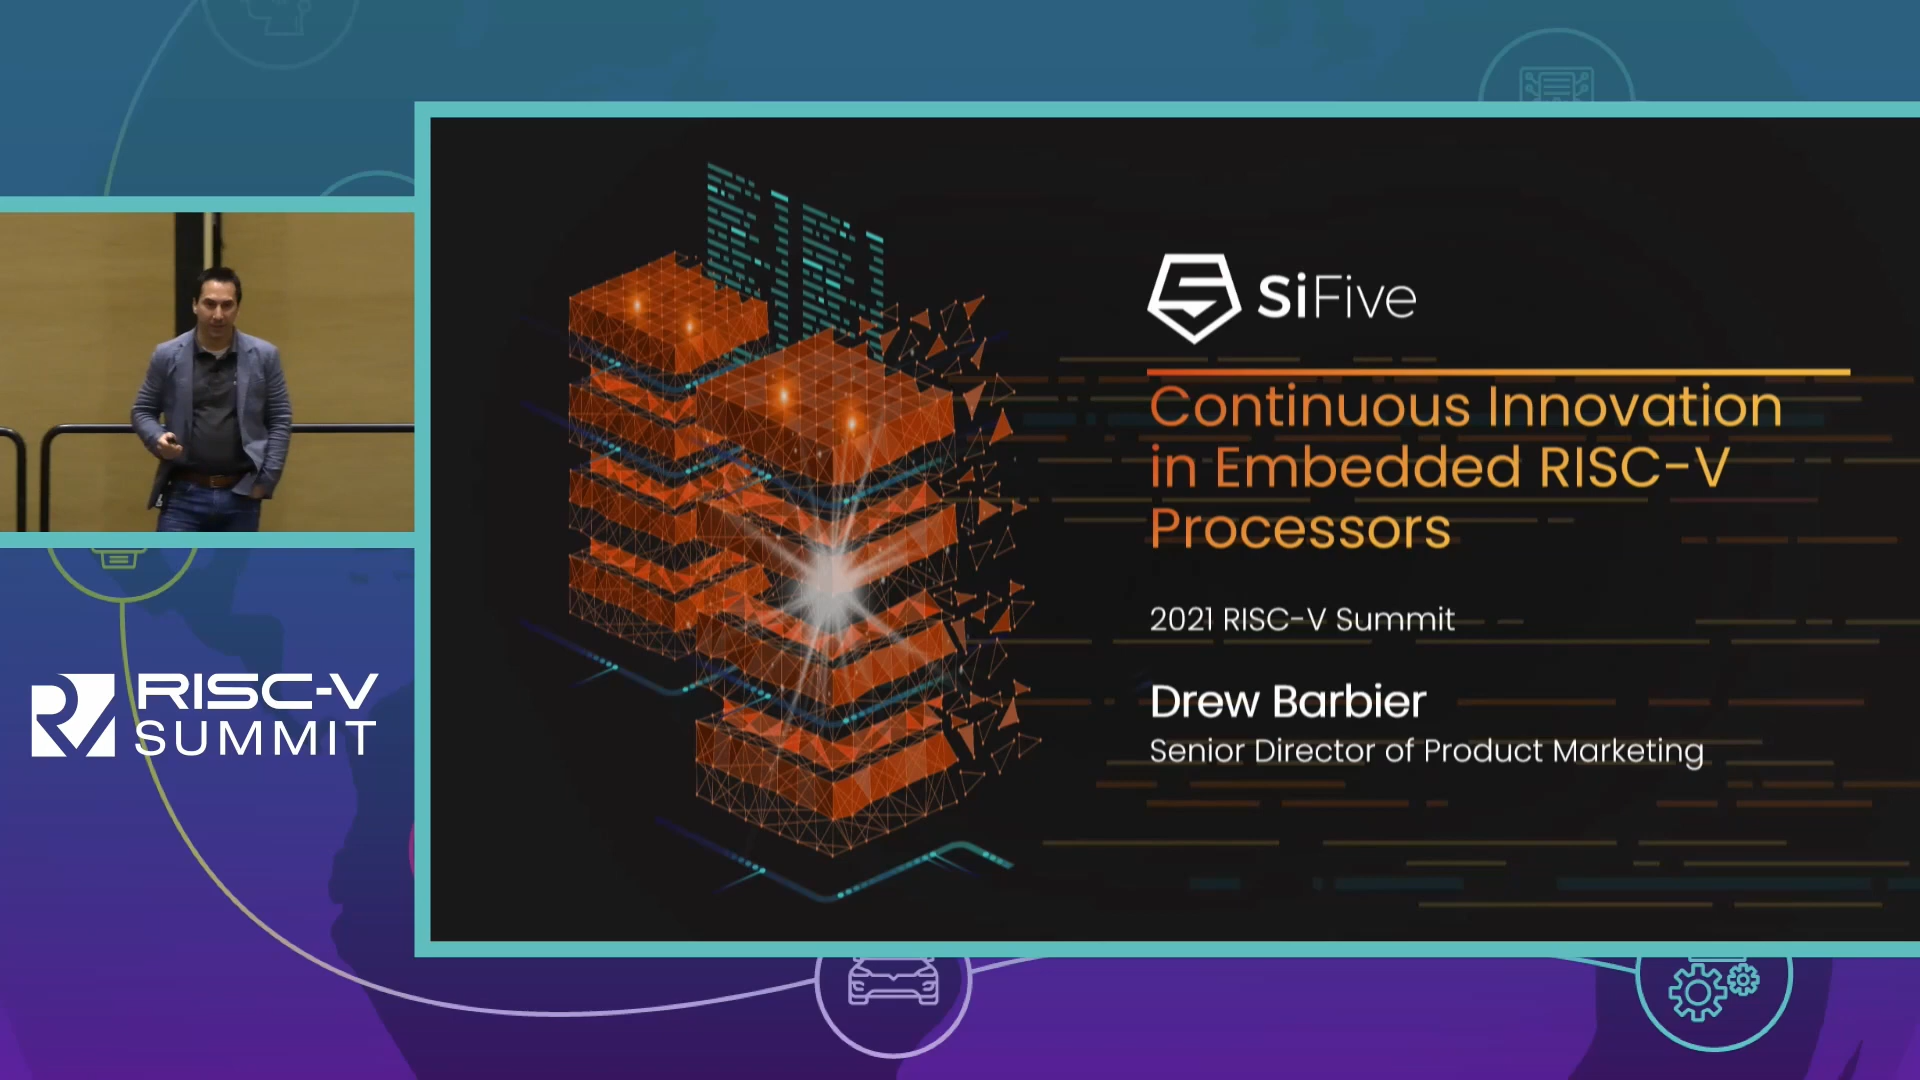 SiFive
Continuous Innovation
in Embedded RISC-V
Processors
2021 RISC-V Summit
Drew Barbier
Senior Director of Product Marketing
RISC-V
SUMMIT